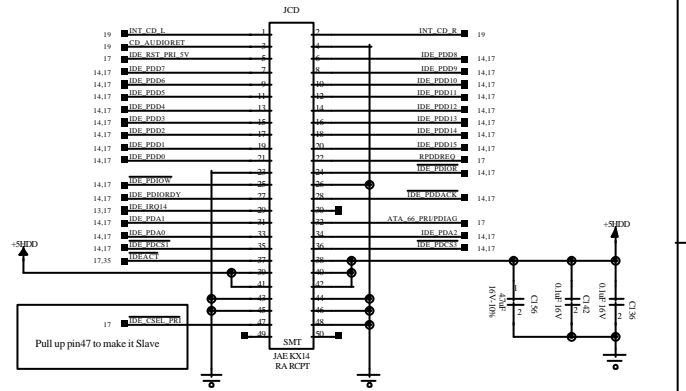 JCD
19 INT_CD_L 1 2 INT_CD_R 19
19 CD_AUDIORET 3 4
17 IDE_RST_PRI_5V 5 6 IDE_PDD8 14,17
14,17 IDE_PDD7 7 8 IDE_PDD9 14,17
14,17 IDE_PDD6 9 10 IDE_PDD10 14,17
14,17 IDE_PDD5 11 12 IDE_PDD11 14,17
14,17 IDE_PDD4 13 14 IDE_PDD12 14,17
14,17 IDE_PDD3 15 16 IDE_PDD13 14,17
14,17 IDE_PDD2 17 18 IDE_PDD14 14,17
14,17 IDE_PDD1 19 20 IDE_PDD15 14,17
14,17 IDE_PDD0 21 22 RPDDREQ 17
23 24 IDE_PDIOR 14,17
14,17 IDE_PDIOW 25 26
14,17 IDE_PDIORDY 27 28 IDE_PDDACK 14,17
13,17 IDE_IRQ14 29 30
14,17 IDE_PDA1 31 32 ATA_66_PRI/PDIAG 17
14,17 IDE_PDA0 33 34 IDE_PDA2 14,17
14,17 IDE_PDCS1 35 36 IDE_PDCS3 14,17
17,35 IDEACT 37 38
39 40
41 42
43 44
45 46
17 IDE_CSEL_PRI 47 48
49 50
SMT
JAE KX14
RA RCPT
+5HDD
Pull up pin47 to make it Slave
+5HDD
1
2
C156
47uF
16V-10%
2
C142
0.1uF 16V
2
C136
0.1uF 16V